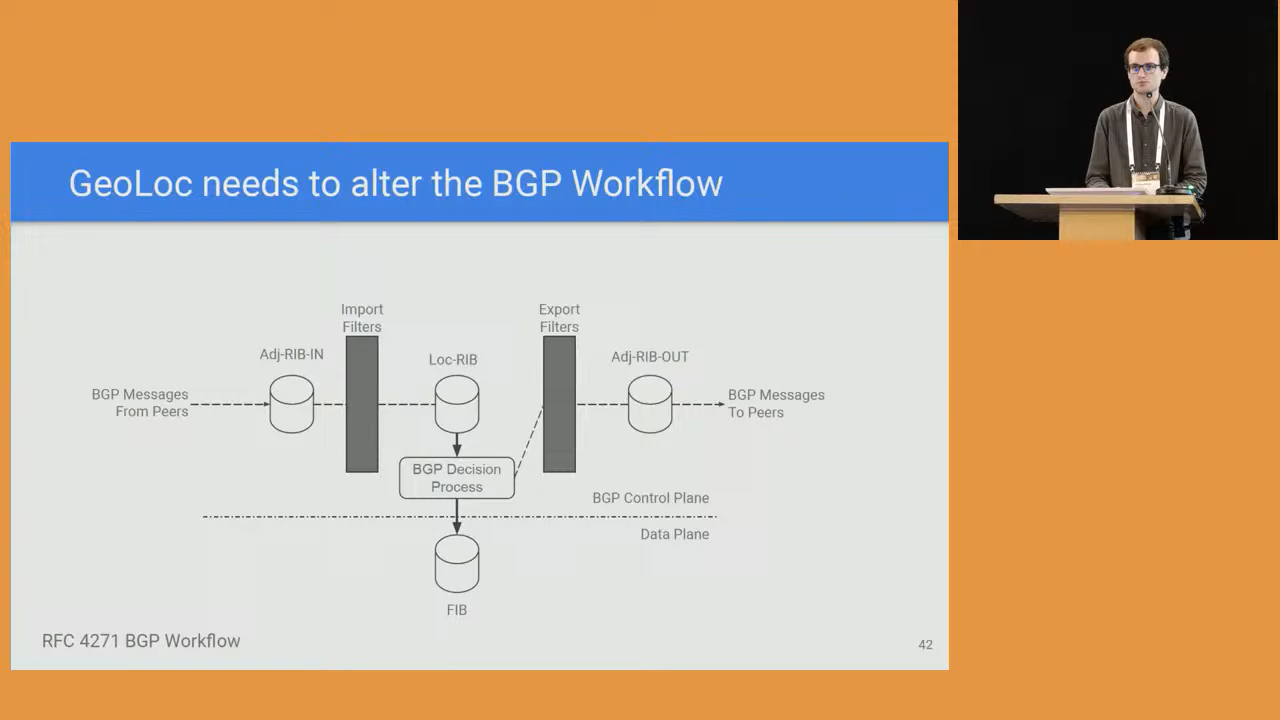 GeoLoc needs to alter the BGP Workflow
Import
Filters
Export
Filters
Adj-RIB-IN
Loc-RIB
Adj-RIB-OUT
BGP Messages
From Peers
BGP Messages
To Peers
BGP Decision
Process
BGP Control Plane
Data Plane
FIB
RFC 4271 BGP Workflow
42